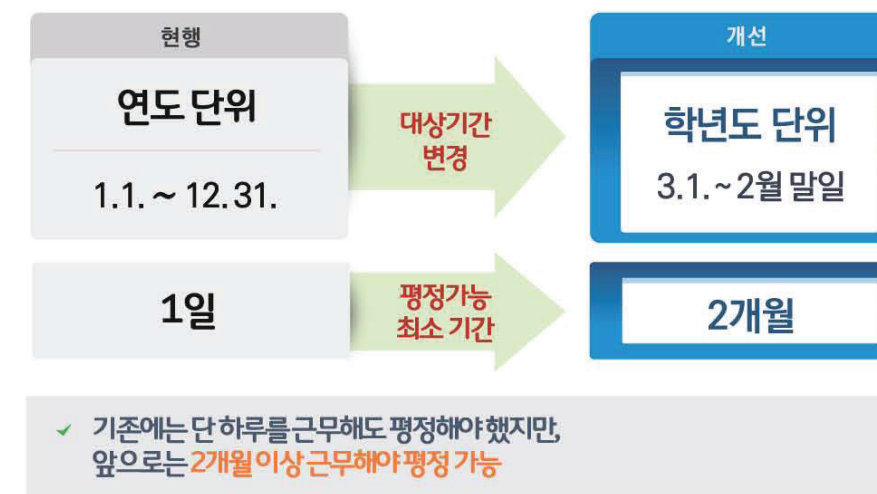 현행
연도 단위
1.1. ~ 12.31.
대상기간
변경
개선
학년도 단위
3.1.~2월 말일
1일
평정가능
최소 기간
2개월
✓ 기존에는 단 하루를 근무해도 평정해야 했지만,
앞으로는 2개월 이상 근무해야 평정 가능